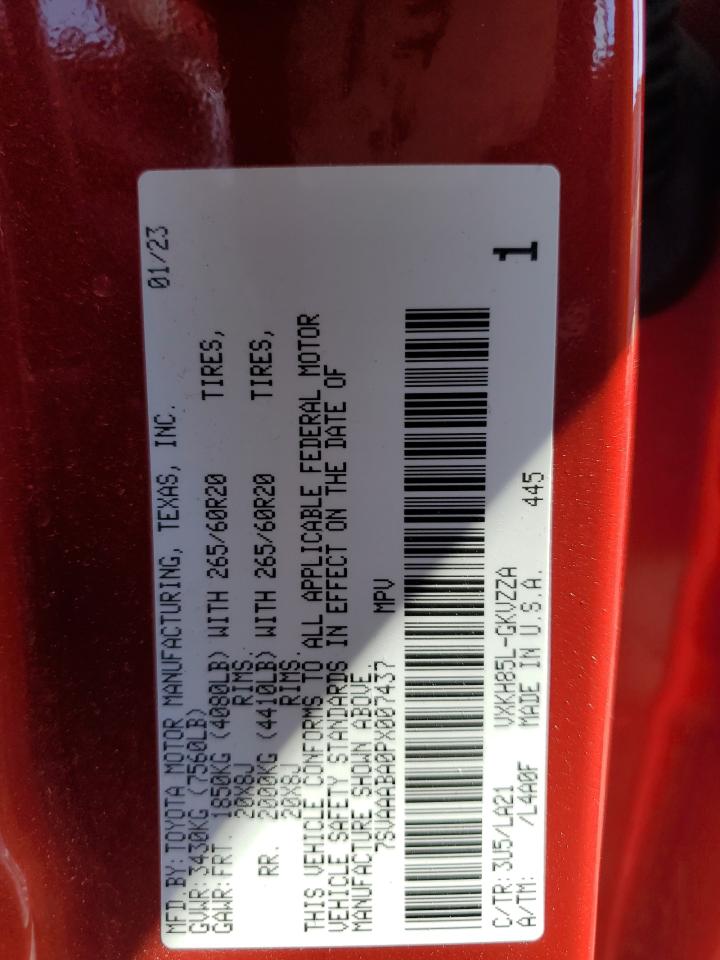 MFD.BY:TOYOTA MOTOR MANUFACTURING, TEXAS, INC. 01/23
GVWR:3430KG (7560LB)
GAWR:FRT. 1850KG (4080LB) WITH 265/60R20 TIRES,
20X8J RIMS.
RR. 2000KG (4410LB) WITH 265/60R20 TIRES,
20X8J RIMS.
THIS VEHICLE CONFORMS TO ALL APPLICABLE FEDERAL MOTOR
VEHICLE SAFETY STANDARDS IN EFFECT ON THE DATE OF
MANUFACTURE SHOWN ABOVE.
7SVAAABA0PX007437 MPV
C/TR:3U5/LA21 VXKH85L-GKVZZA
A/TM: /L4A0F MADE IN U.S.A. 445
1